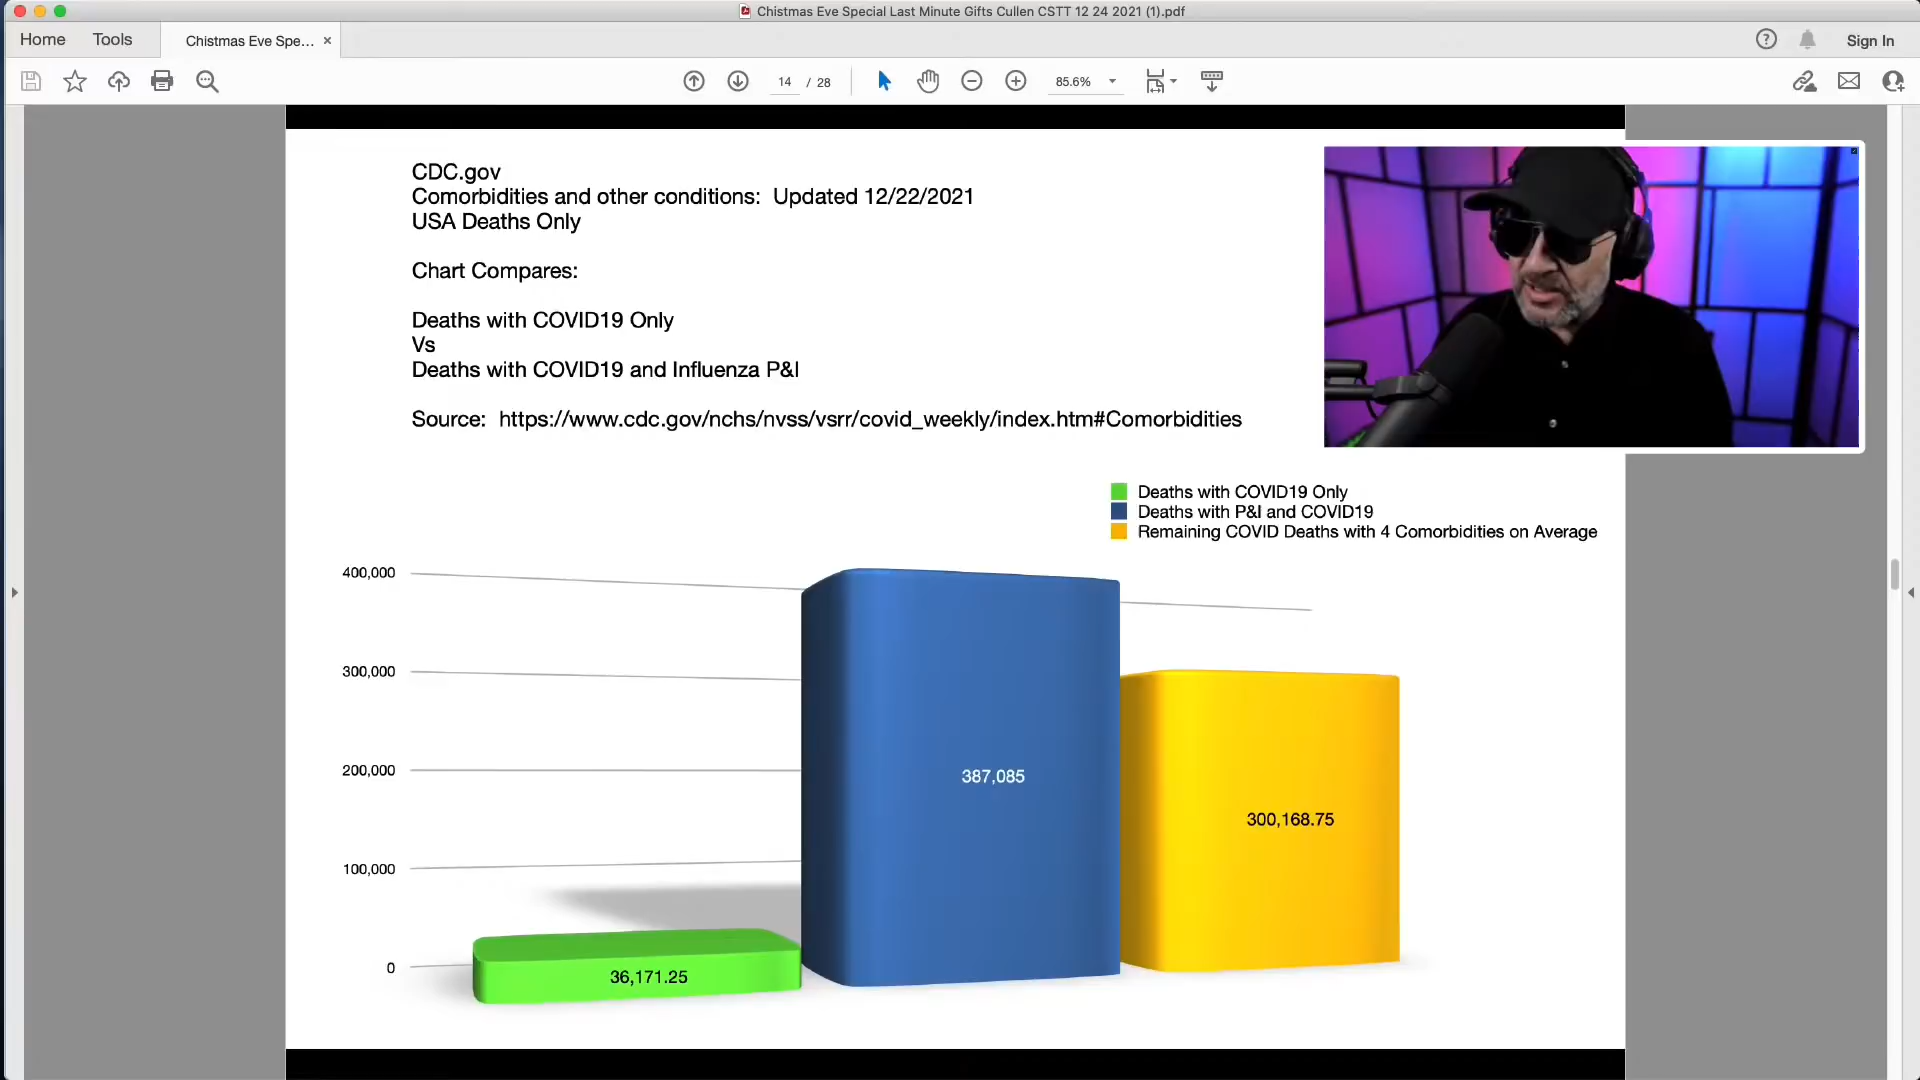 Chistmas Eve Special Last Minute Gifts Cullen CSTT 12 24 2021 (1).pdf
Home
Tools
Chistmas Eve Spe...
Sign In
14 / 28
85.6%
CDC.gov
Comorbidities and other conditions: Updated 12/22/2021
USA Deaths Only
Chart Compares:
Deaths with COVID19 Only
Vs
Deaths with COVID19 and Influenza P&I
Source: https://www.cdc.gov/nchs/nvss/vsrr/covid_weekly/index.htm#Comorbidities
Deaths with COVID19 Only
Deaths with P&I and COVID19
Remaining COVID Deaths with 4 Comorbidities on Average
400,000
300,000
200,000
100,000
0
36,171.25
387,085
300,168.75